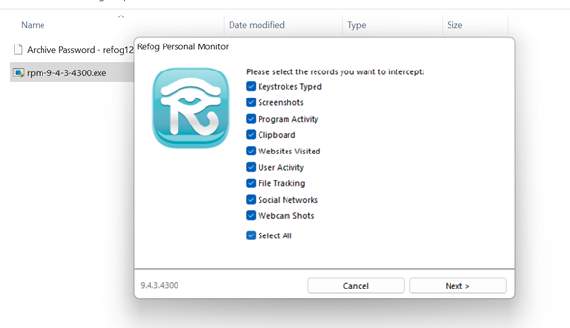 Name Date modified Type Size
Archive Password - refog12
rpm-9-4-3-4300.exe
Refog Personal Monitor
Please select the records you want to intercept:
Keystrokes Typed
Screenshots
Program Activity
Clipboard
Websites Visited
User Activity
File Tracking
Social Networks
Webcam Shots
Select All
9.4.3.4300 Cancel Next >